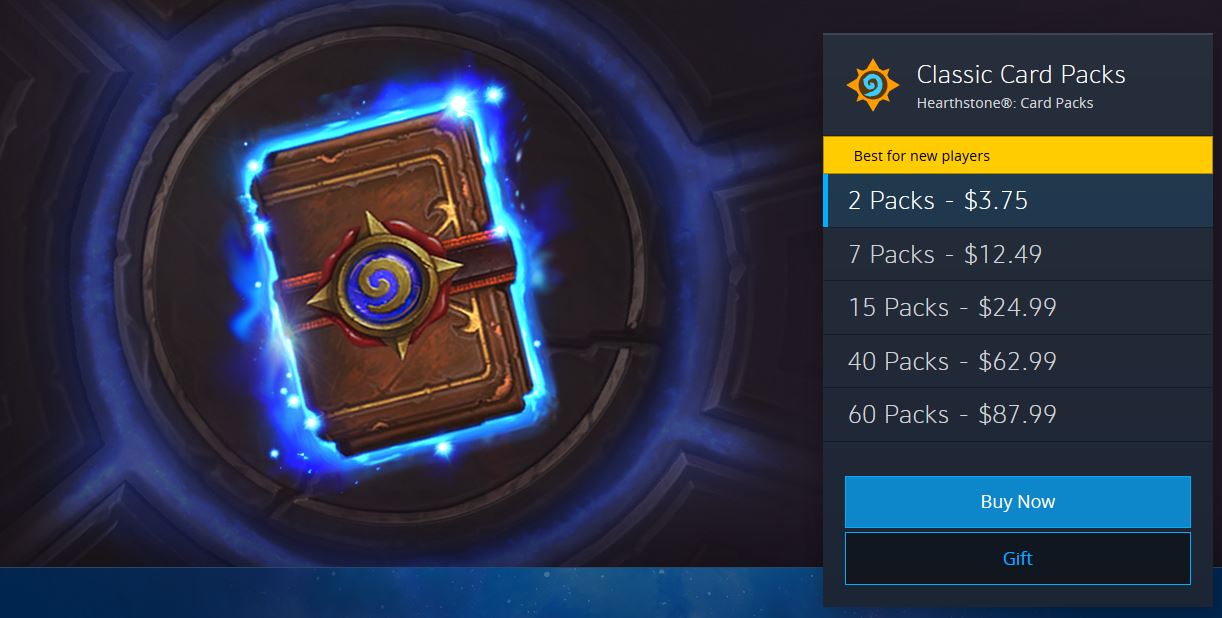 Classic Card Packs
Hearthstone®: Card Packs
Best for new players
2 Packs - $3.75
7 Packs - $12.49
15 Packs - $24.99
40 Packs - $62.99
60 Packs - $87.99
Buy Now
Gift